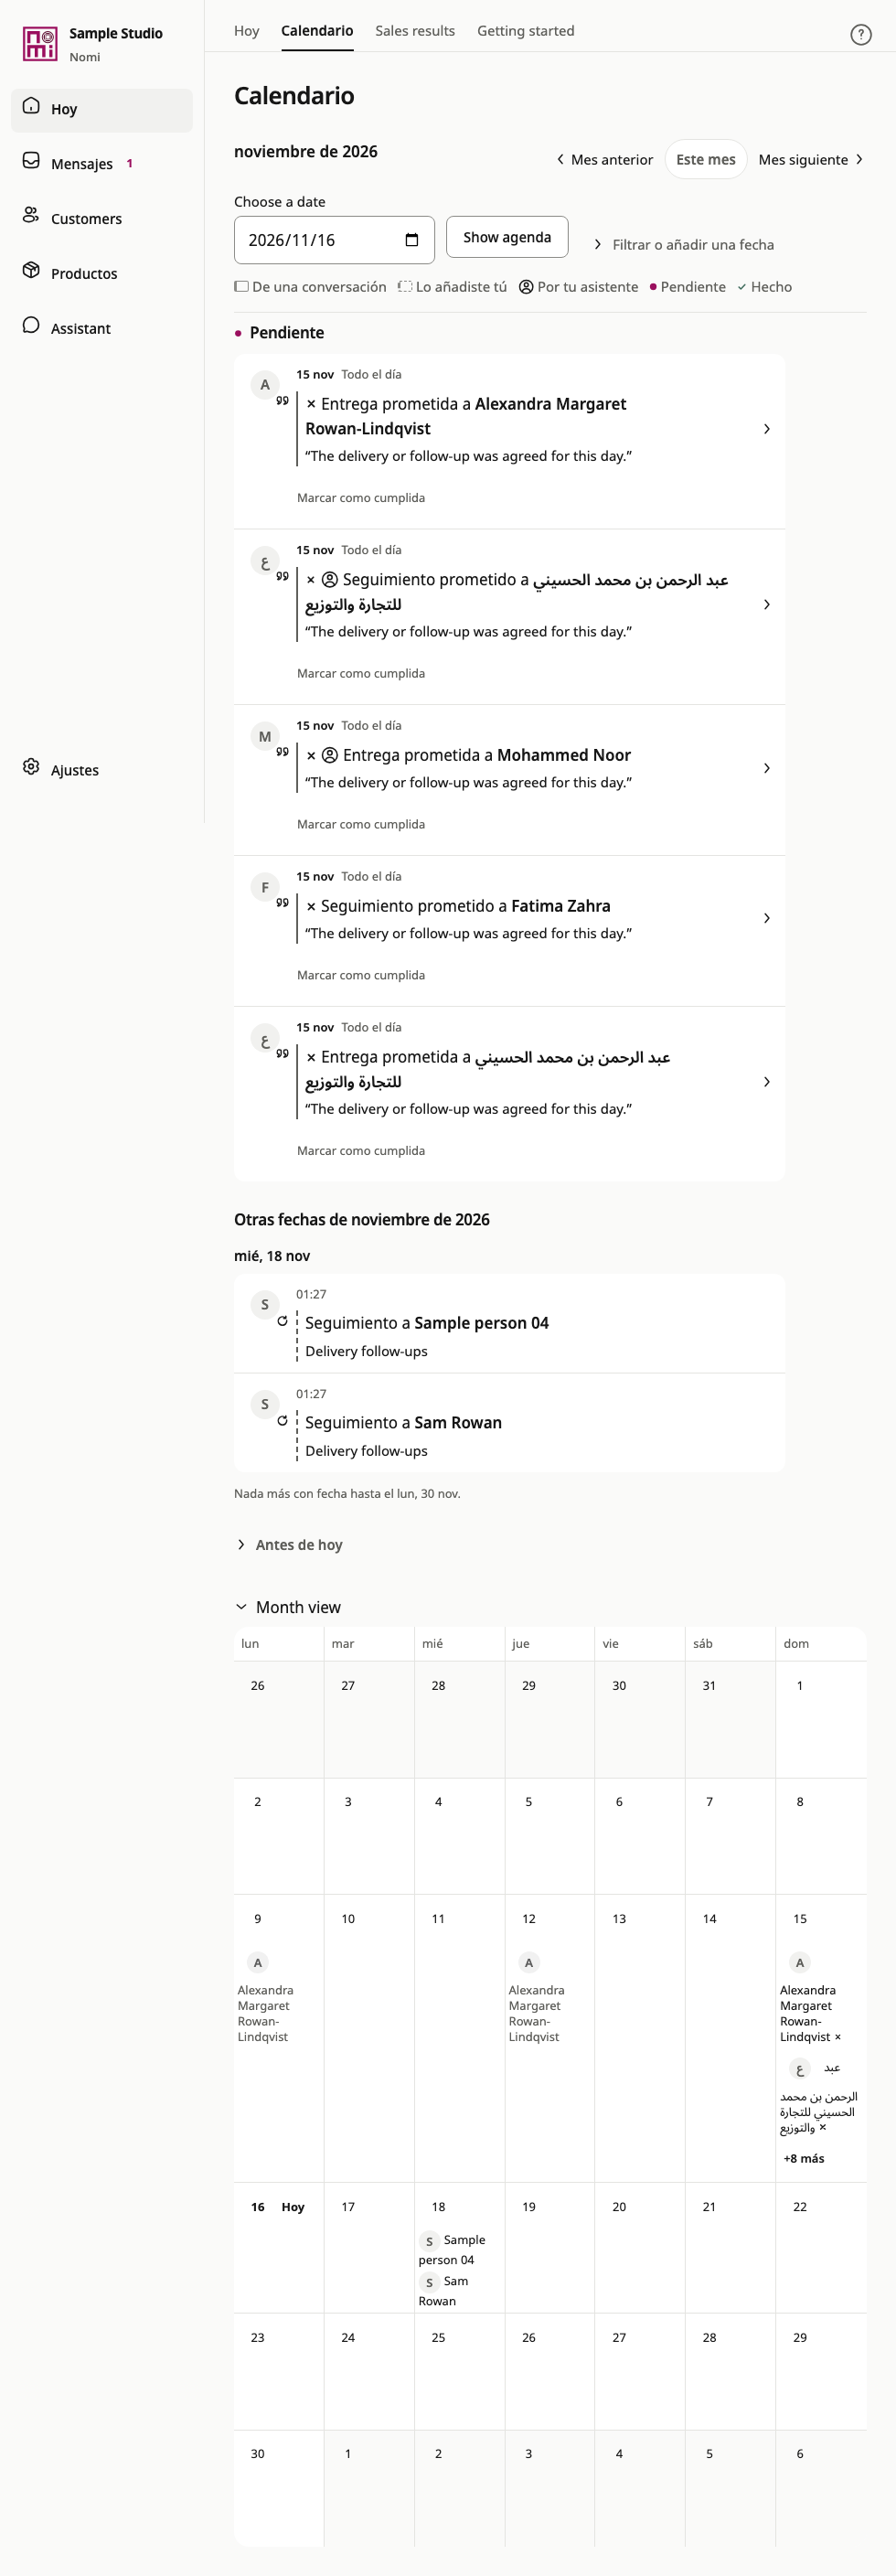 Sample Studio
Nomi
Hoy
Mensajes 1
Customers
Productos
Assistant
Ajustes
Hoy Calendario Sales results Getting started
Calendario
noviembre de 2026
Mes anterior Este mes Mes siguiente
Choose a date
2026/11/16 Show agenda Filtrar o añadir una fecha
De una conversación Lo añadiste tú Por tu asistente Pendiente Hecho
Pendiente
A 15 nov Todo el día
× Entrega prometida a Alexandra Margaret
Rowan-Lindqvist
“The delivery or follow-up was agreed for this day.”
Marcar como cumplida
ع 15 nov Todo el día
× Seguimiento prometido a عبد الرحمن بن محمد الحسيني
للتجارة والتوزيع
“The delivery or follow-up was agreed for this day.”
Marcar como cumplida
M 15 nov Todo el día
× Entrega prometida a Mohammed Noor
“The delivery or follow-up was agreed for this day.”
Marcar como cumplida
F 15 nov Todo el día
× Seguimiento prometido a Fatima Zahra
“The delivery or follow-up was agreed for this day.”
Marcar como cumplida
ع 15 nov Todo el día
× Entrega prometida a عبد الرحمن بن محمد الحسيني
للتجارة والتوزيع
“The delivery or follow-up was agreed for this day.”
Marcar como cumplida
Otras fechas de noviembre de 2026
mié, 18 nov
S 01:27
Seguimiento a Sample person 04
Delivery follow-ups
S 01:27
Seguimiento a Sam Rowan
Delivery follow-ups
Nada más con fecha hasta el lun, 30 nov.
Antes de hoy
Month view
lun mar mié jue vie sáb dom
26 27 28 29 30 31 1
2 3 4 5 6 7 8
9 10 11 12 13 14 15
A
Alexandra
Margaret
Rowan-
Lindqvist
A
Alexandra
Margaret
Rowan-
Lindqvist
A
Alexandra
Margaret
Rowan-
Lindqvist ×
ع عبد
الرحمن بن محمد
الحسيني للتجارة
والتوزيع ×
+8 más
16 Hoy 17 18 19 20 21 22
S Sample
person 04
S Sam
Rowan
23 24 25 26 27 28 29
30 1 2 3 4 5 6